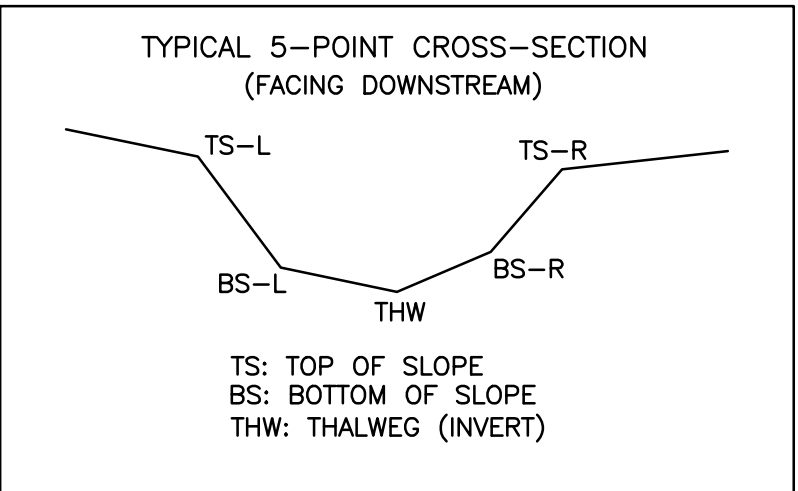 TYPICAL 5-POINT CROSS-SECTION
(FACING DOWNSTREAM)
TS-L
TS-R
BS-L
BS-R
THW
TS: TOP OF SLOPE
BS: BOTTOM OF SLOPE
THW: THALWEG (INVERT)